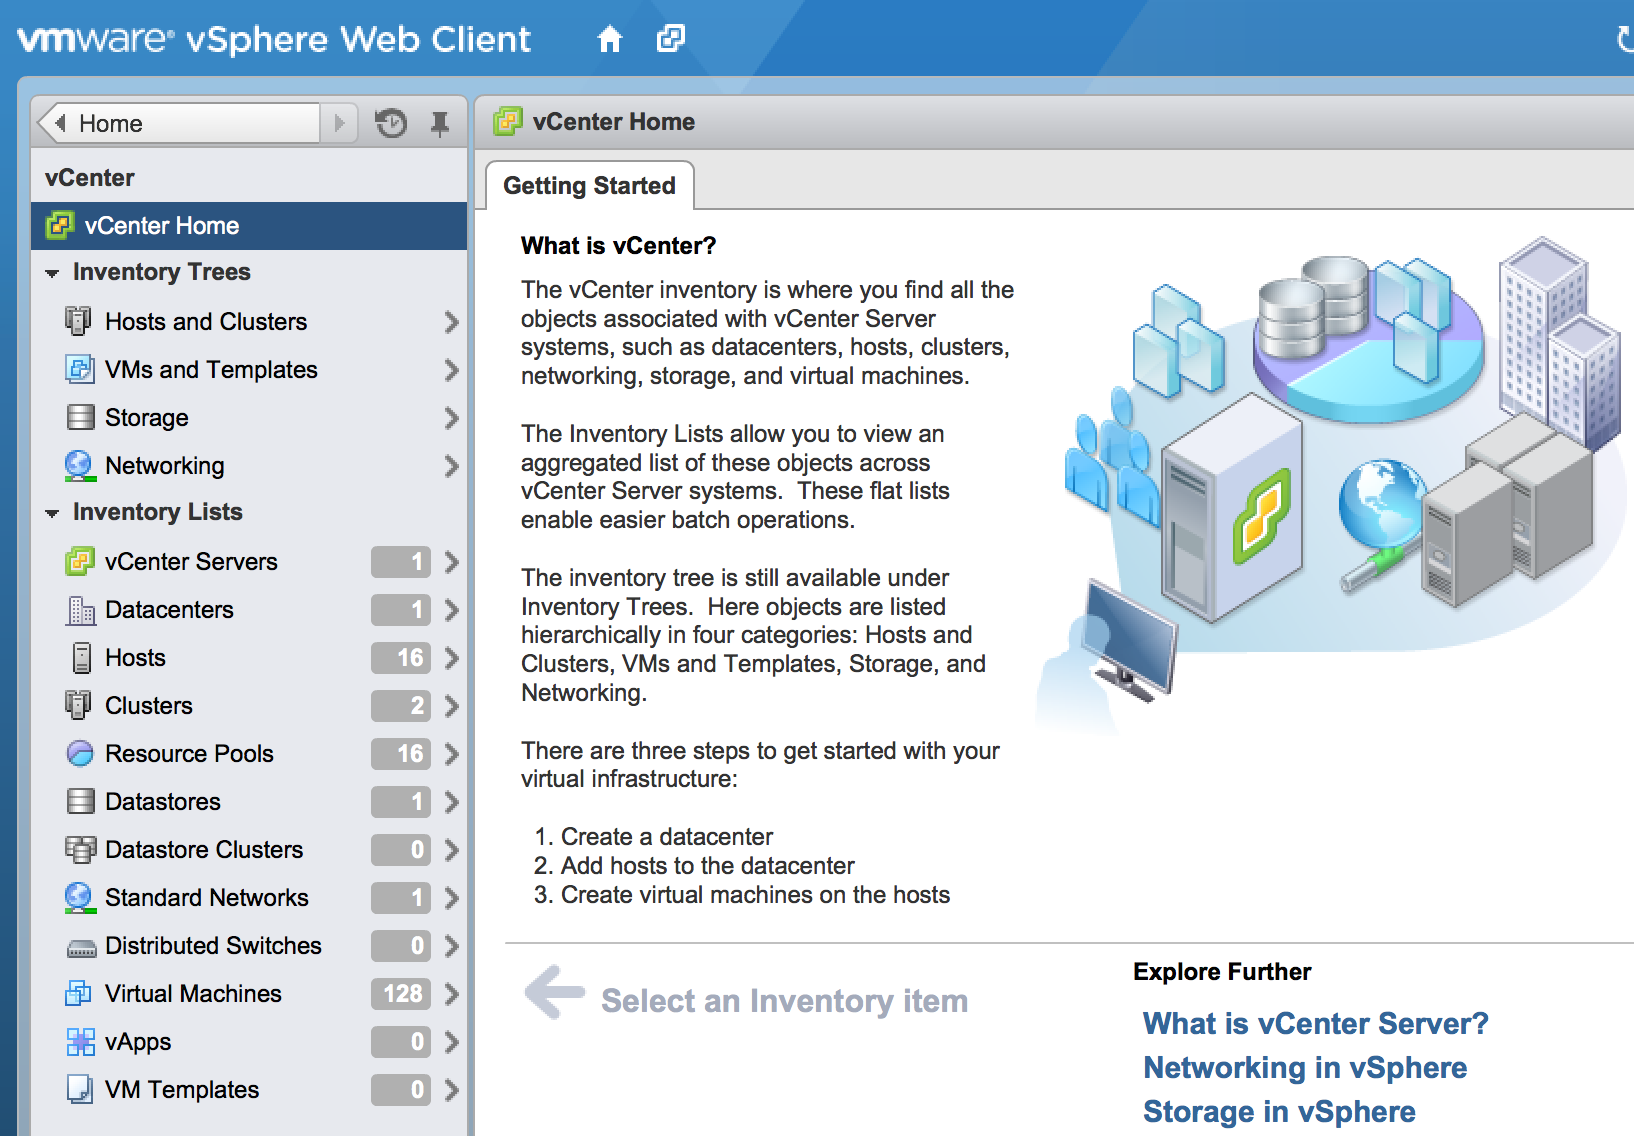 vmware® vSphere Web Client
Home
vCenter
vCenter Home
Inventory Trees
Hosts and Clusters
VMs and Templates
Storage
Networking
Inventory Lists
vCenter Servers 1
Datacenters 1
Hosts 16
Clusters 2
Resource Pools 16
Datastores 1
Datastore Clusters 0
Standard Networks 1
Distributed Switches 0
Virtual Machines 128
vApps 0
VM Templates 0
vCenter Home
Getting Started
What is vCenter?
The vCenter inventory is where you find all the
objects associated with vCenter Server
systems, such as datacenters, hosts, clusters,
networking, storage, and virtual machines.
The Inventory Lists allow you to view an
aggregated list of these objects across
vCenter Server systems.  These flat lists
enable easier batch operations.
The inventory tree is still available under
Inventory Trees.  Here objects are listed
hierarchically in four categories: Hosts and
Clusters, VMs and Templates, Storage, and
Networking.
There are three steps to get started with your
virtual infrastructure:
1. Create a datacenter
2. Add hosts to the datacenter
3. Create virtual machines on the hosts
Select an Inventory item
Explore Further
What is vCenter Server?
Networking in vSphere
Storage in vSphere